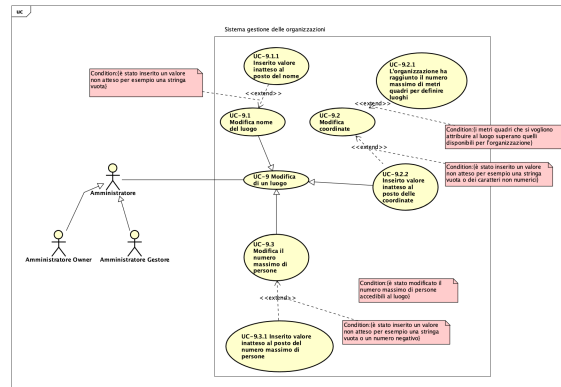 uc
Sistema gestione delle organizzazioni
UC-9.1.1
Inserito valore
inatteso al
posto del nome
UC-9.2.1
L'organizzazione ha
raggiunto il numero
massimo di metri
quadri per definire
luoghi
Condition:{è stato inserito un valore
non atteso per esempio una stringa
vuota}
<<extend>>
<<extend>>
UC-9.1
Modifica nome
del luogo
UC-9.2
Modifica
coordinate
Condition:{i metri quadri che si vogliono
attribuire al luogo superano quelli
disponibili per l'organizzazione}
<<extend>>
Condition:{è stato inserito un valore
non atteso per esempio una stringa
vuota o dei caratteri non numerici}
UC-9 Modifica
di un luogo
UC-9.2.2
Inseirto valore
inatteso al
posto delle
coordinate
Amministratore
Amministratore Owner
Amministratore Gestore
UC-9.3
Modifica il
numero
massimo di
persone
Condition:{è stato modificato il
numero massimo di persone
accedibili al luogo}
<<extend>>
Condition:{è stato inserito un valore
non atteso per esempio una stringa
vuota o un numero negativo}
UC-9.3.1 Inserito valore
inatteso al posto del
numero massimo di
persone